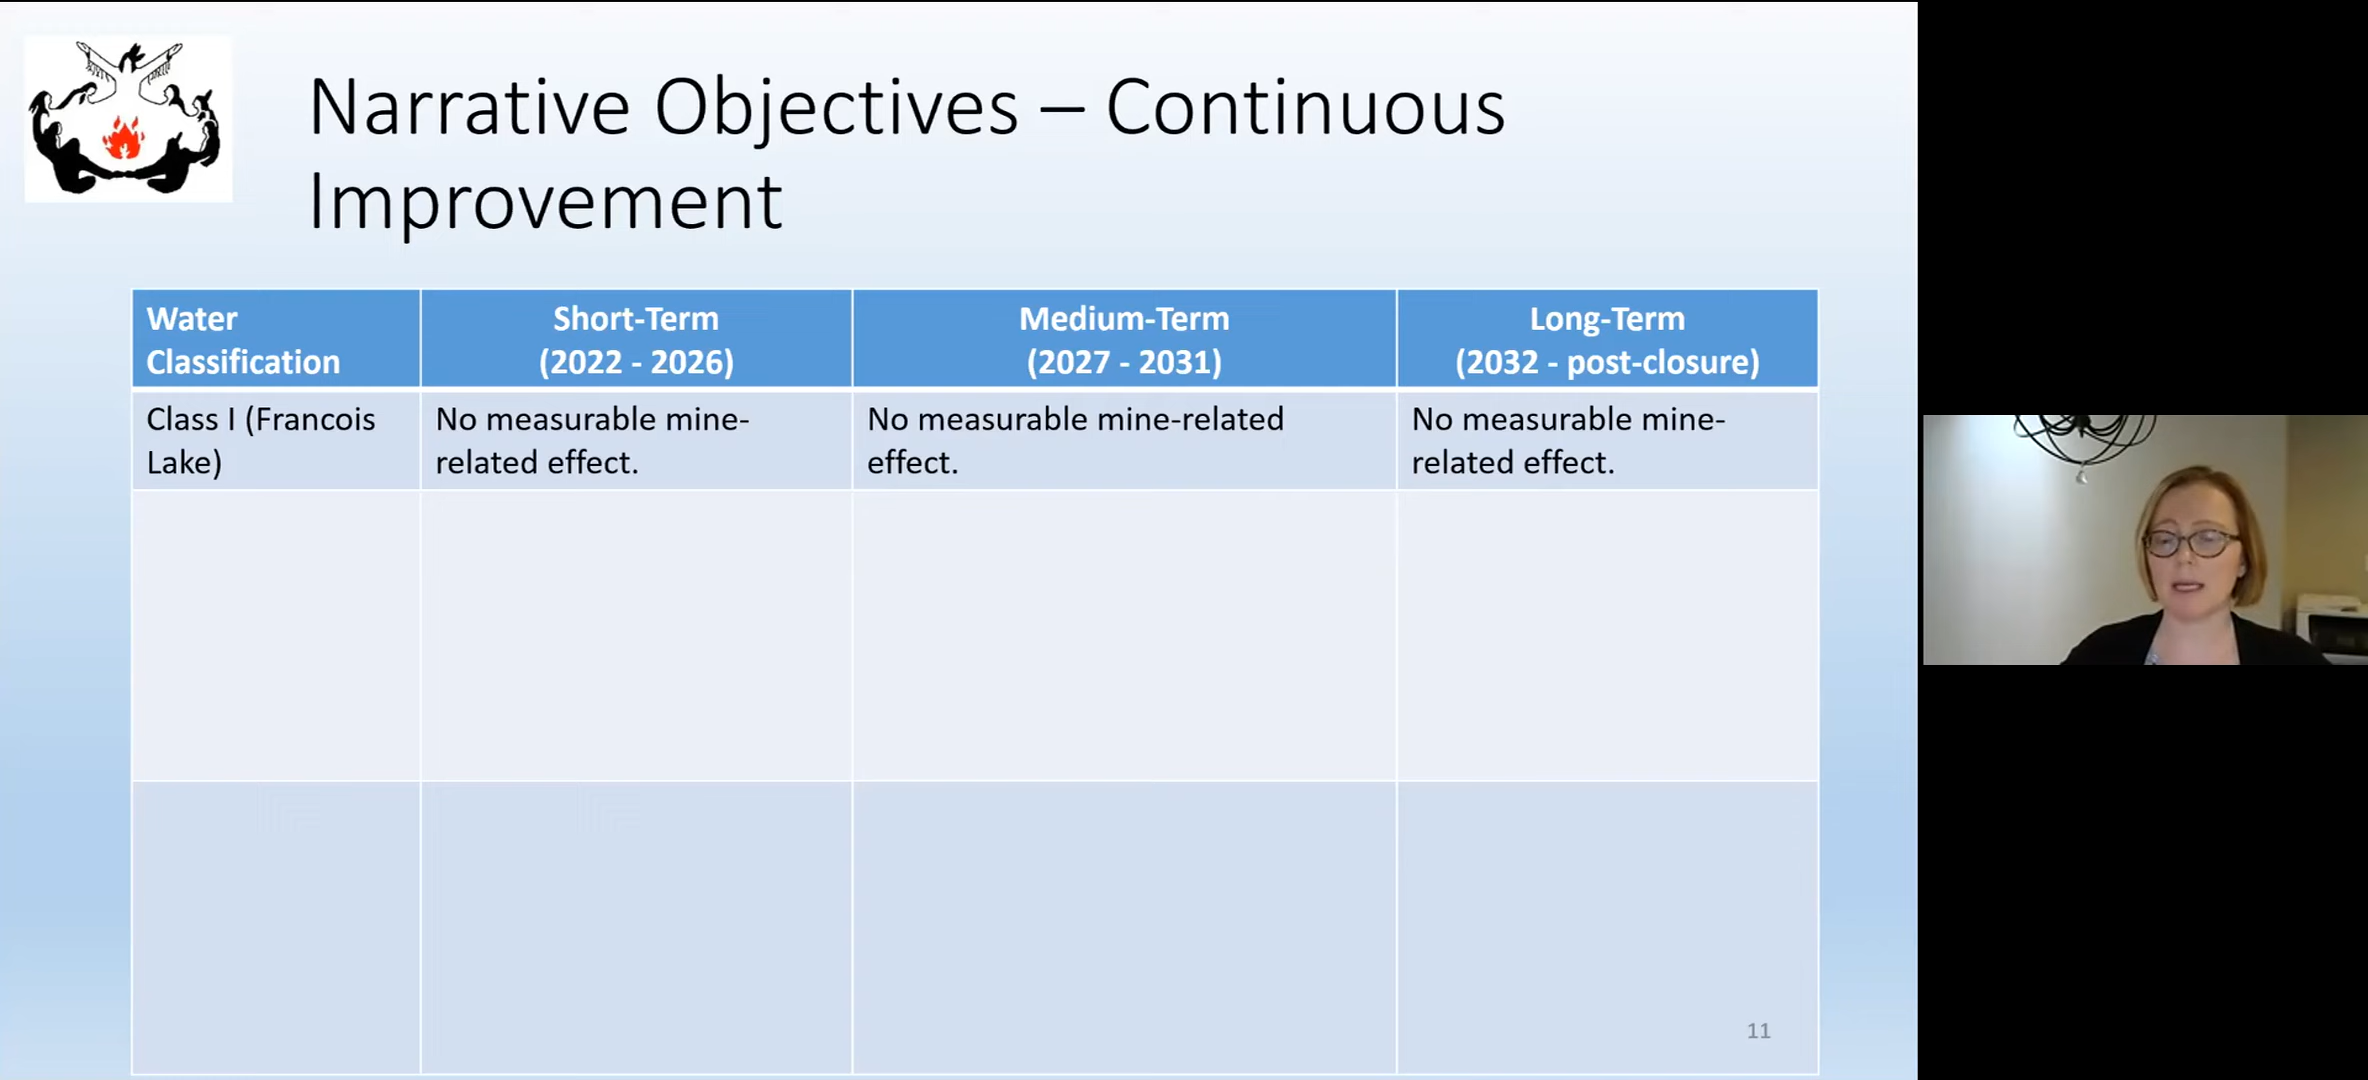 Narrative Objectives – Continuous
Improvement
Water
Classification
Short-Term
(2022 - 2026)
Medium-Term
(2027 - 2031)
Long-Term
(2032 - post-closure)
Class I (Francois
Lake)
No measurable mine-
related effect.
No measurable mine-related
effect.
No measurable mine-
related effect.
11